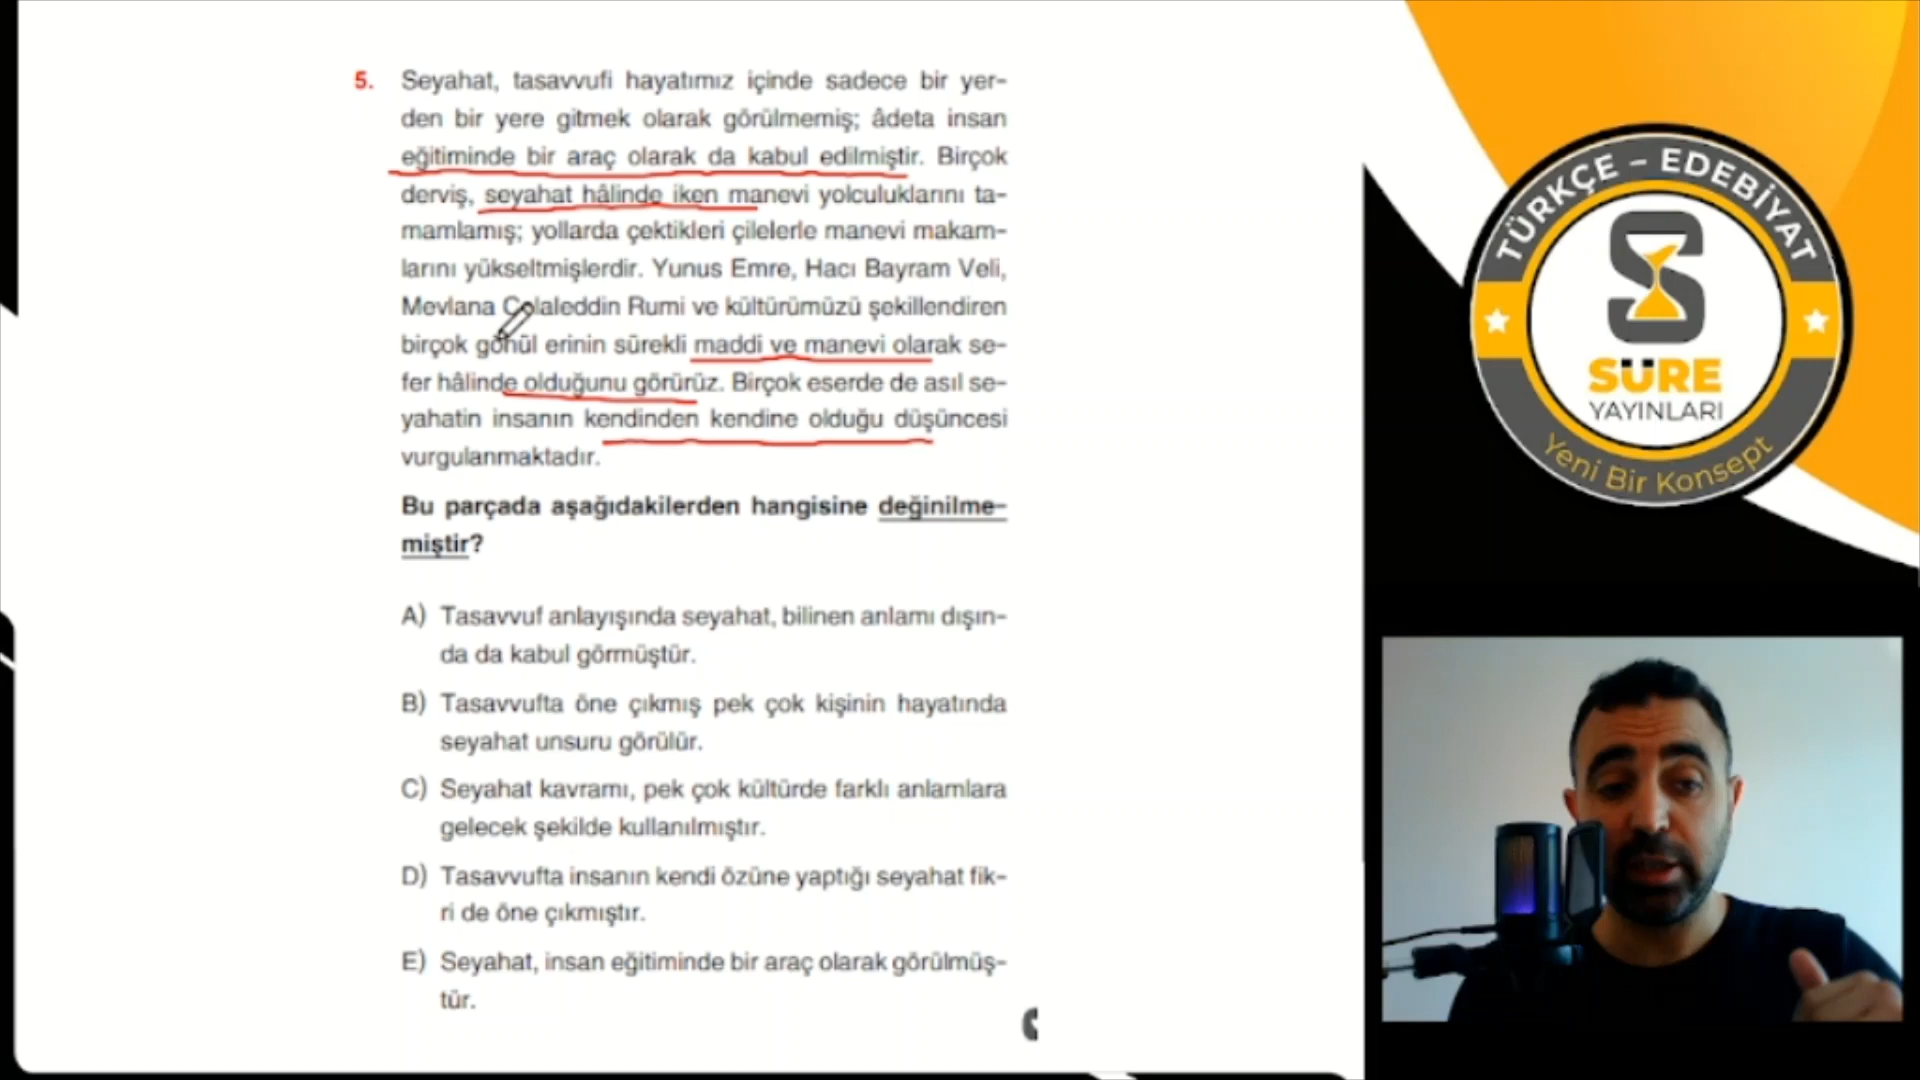 5. Seyahat, tasavvufi hayatımız içinde sadece bir yer-
den bir yere gitmek olarak görülmemiş; âdeta insan
eğitiminde bir araç olarak da kabul edilmiştir. Birçok
derviş, seyahat hâlinde iken manevi yolculuklarını ta-
mamlamış; yollarda çektikleri çilelerle manevi makam-
larını yükseltmişlerdir. Yunus Emre, Hacı Bayram Veli,
Mevlana Celaleddin Rumi ve kültürümüzü şekillendiren
birçok gönül erinin sürekli maddi ve manevi olarak se-
fer hâlinde olduğunu görürüz. Birçok eserde de asıl se-
yahatin insanın kendinden kendine olduğu düşüncesi
vurgulanmaktadır.
Bu parçada aşağıdakilerden hangisine değinilme-
miştir?
A) Tasavvuf anlayışında seyahat, bilinen anlamı dışın-
da da kabul görmüştür.
B) Tasavvufta öne çıkmış pek çok kişinin hayatında
seyahat unsuru görülür.
C) Seyahat kavramı, pek çok kültürde farklı anlamlara
gelecek şekilde kullanılmıştır.
D) Tasavvufta insanın kendi özüne yaptığı seyahat fik-
ri de öne çıkmıştır.
E) Seyahat, insan eğitiminde bir araç olarak görülmüş-
tür.
TÜRKÇE – EDEBİYAT
SÜRE
YAYINLARI
Yeni Bir Konsept